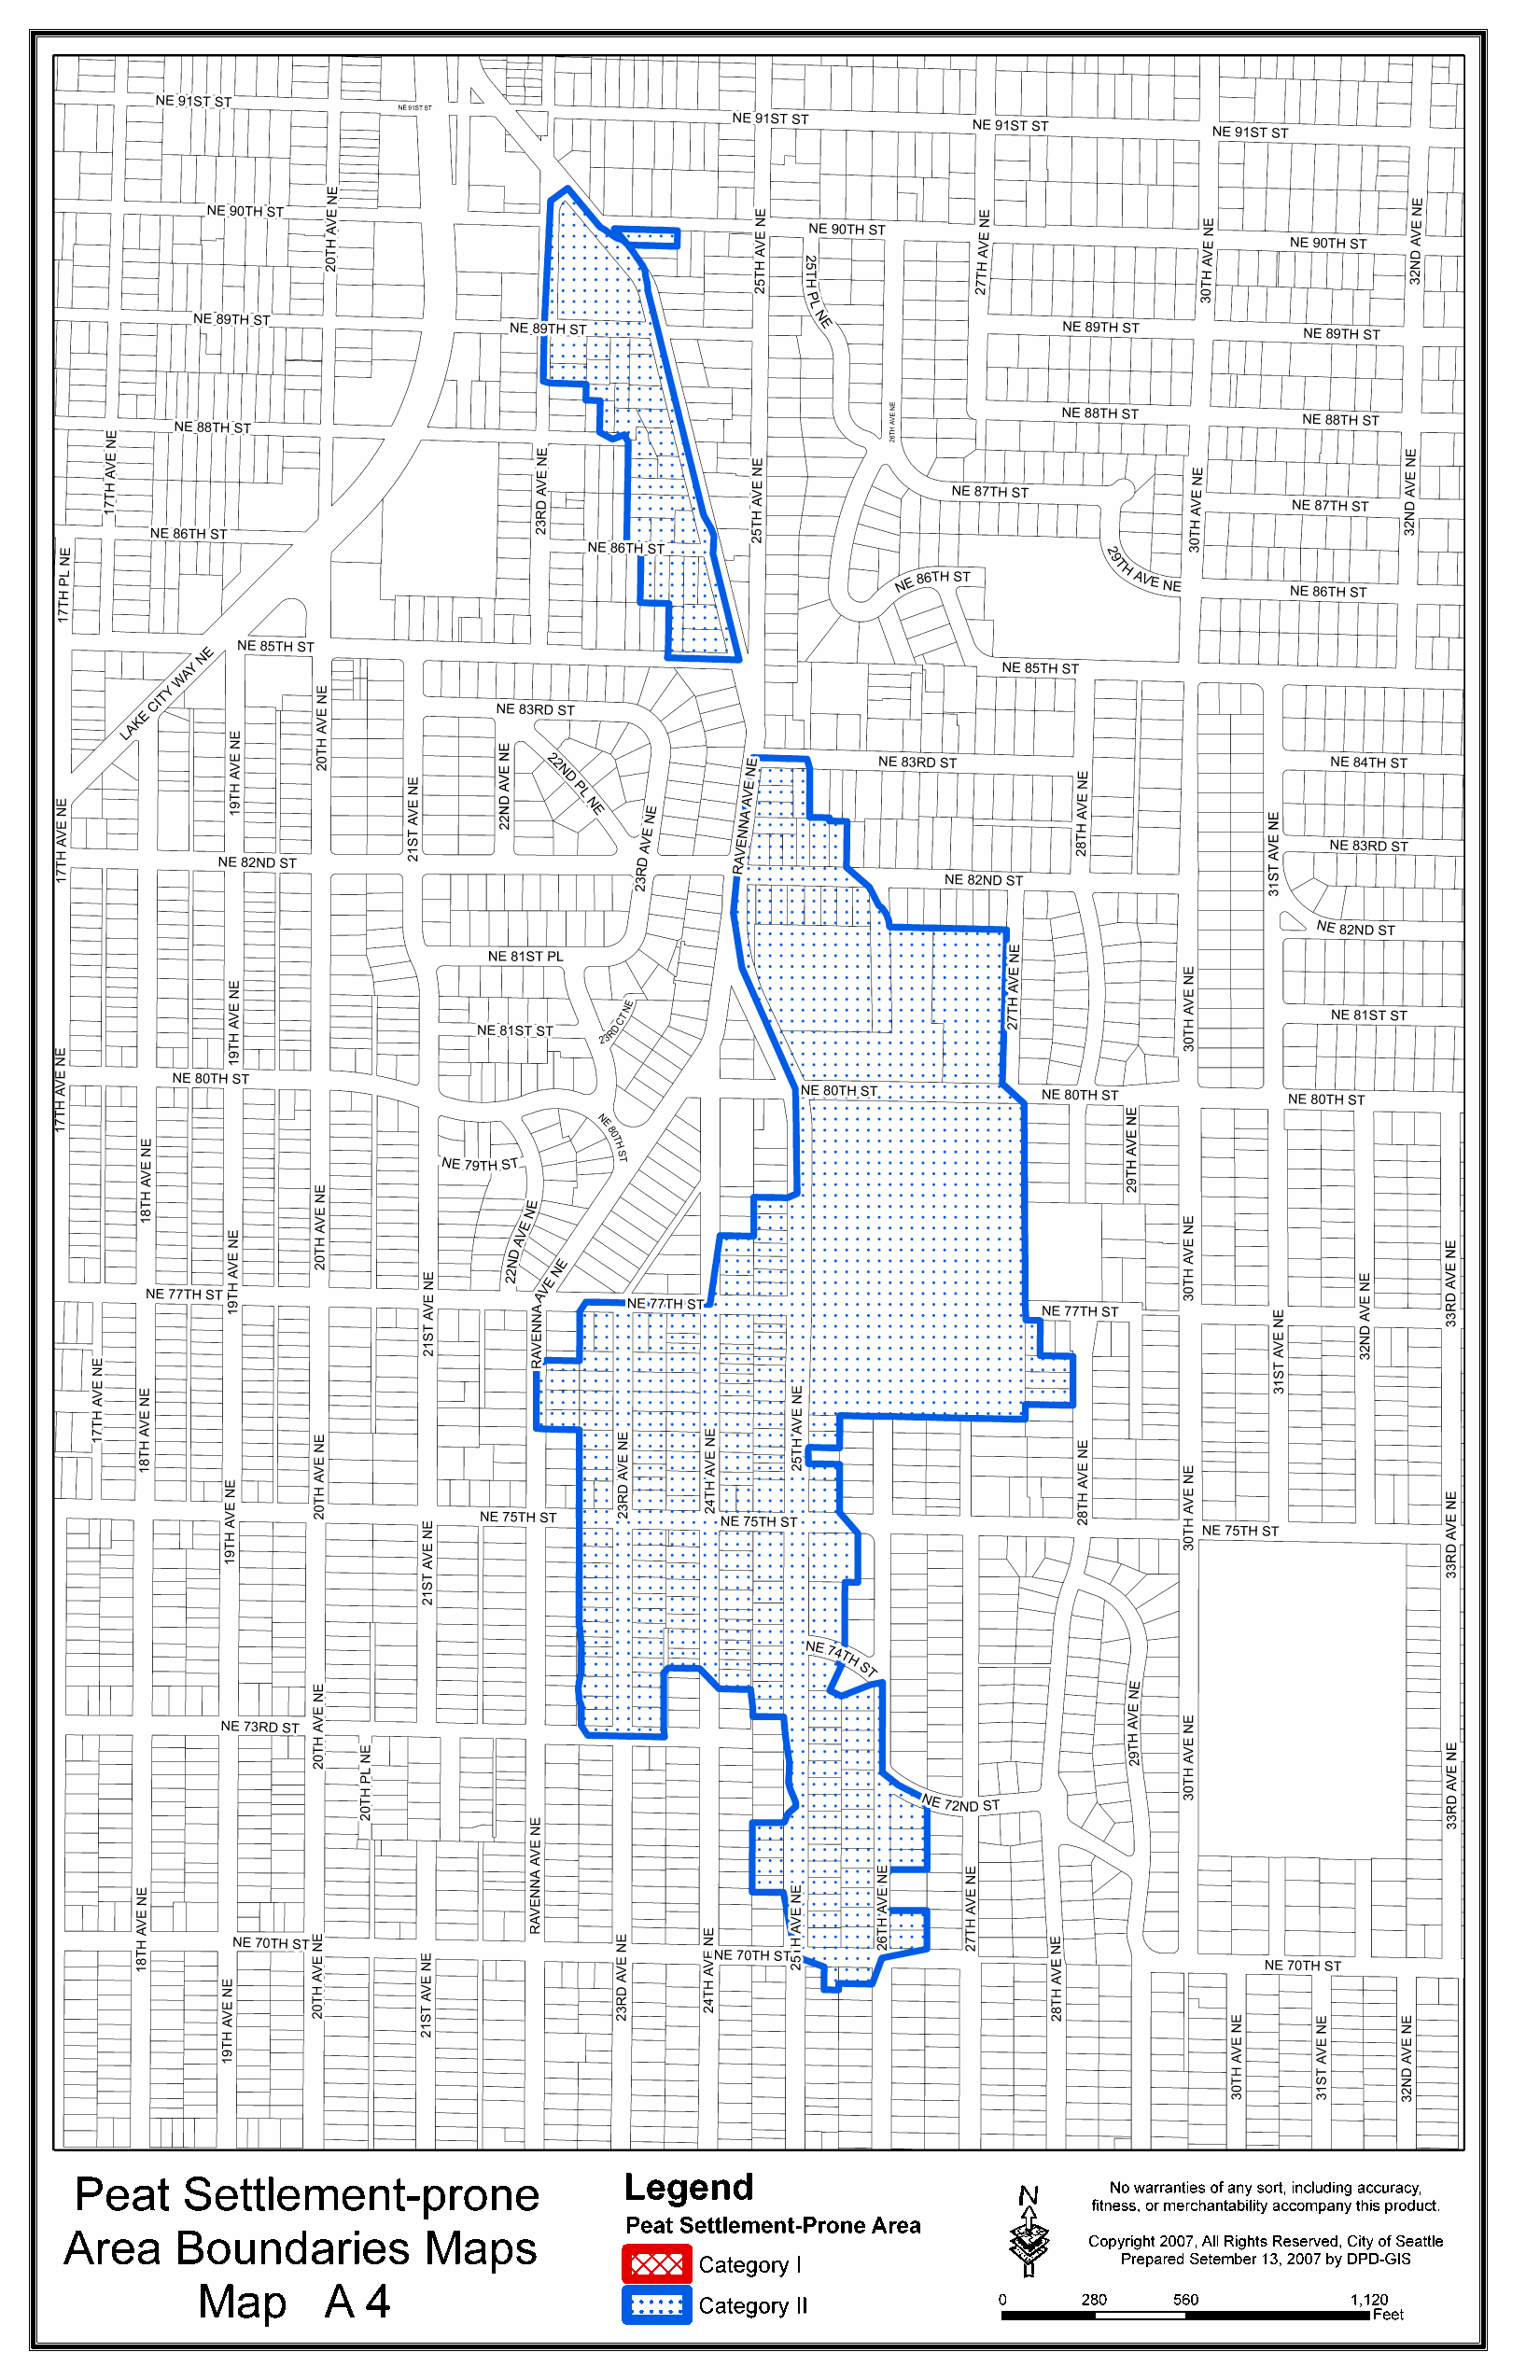 NE 91ST ST
NE 91ST ST
NE 91ST ST
NE 91ST ST
NE 91ST ST
20TH AVE NE
NE 90TH ST
25TH AVE NE
NE 90TH ST
27TH AVE NE
30TH AVE NE
NE 90TH ST
32ND AVE NE
25TH PL NE
NE 89TH ST
NE 89TH ST
NE 89TH ST
NE 89TH ST
NE 88TH ST
26TH AVE NE
NE 88TH ST
NE 88TH ST
17TH AVE NE
23RD AVE NE
25TH AVE NE
NE 87TH ST
30TH AVE NE
NE 87TH ST
32ND AVE NE
NE 86TH ST
NE 86TH ST
17TH PL NE
NE 86TH ST
29TH AVE NE
NE 86TH ST
NE 85TH ST
NE 85TH ST
LAKE CITY WAY NE
20TH AVE NE
NE 83RD ST
19TH AVE NE
22ND AVE NE
22ND PL NE
RAVENNA AVE NE
NE 83RD ST
28TH AVE NE
NE 84TH ST
17TH AVE NE
21ST AVE NE
23RD AVE NE
31ST AVE NE
NE 83RD ST
NE 82ND ST
NE 82ND ST
NE 82ND ST
NE 81ST PL
27TH AVE NE
30TH AVE NE
19TH AVE NE
NE 81ST ST
23RD CT NE
NE 81ST ST
17TH AVE NE
NE 80TH ST
NE 80TH ST
NE 80TH ST
NE 80TH ST
NE 80TH ST
29TH AVE NE
18TH AVE NE
NE 79TH ST
20TH AVE NE
22ND AVE NE
19TH AVE NE
30TH AVE NE
33RD AVE NE
NE 77TH ST
21ST AVE NE
RAVENNA AVE NE
NE 77TH ST
NE 77TH ST
32ND AVE NE
31ST AVE NE
17TH AVE NE
18TH AVE NE
25TH AVE NE
20TH AVE NE
23RD AVE NE
24TH AVE NE
28TH AVE NE
30TH AVE NE
33RD AVE NE
19TH AVE NE
NE 75TH ST
NE 75TH ST
NE 75TH ST
21ST AVE NE
NE 74TH ST
20TH AVE NE
29TH AVE NE
30TH AVE NE
NE 73RD ST
20TH PL NE
33RD AVE NE
NE 72ND ST
RAVENNA AVE NE
18TH AVE NE
25TH AVE NE
26TH AVE NE
27TH AVE NE
NE 70TH ST
20TH AVE NE
21ST AVE NE
23RD AVE NE
24TH AVE NE
NE 70TH ST
28TH AVE NE
NE 70TH ST
19TH AVE NE
30TH AVE NE
31ST AVE NE
32ND AVE NE
Peat Settlement-prone
Area Boundaries Maps
Map A 4
Legend
Peat Settlement-Prone Area
Category I
Category II
N
No warranties of any sort, including accuracy,
fitness, or merchantability accompany this product.
Copyright 2007, All Rights Reserved, City of Seattle
Prepared Setember 13, 2007 by DPD-GIS
0 280 560 1,120
Feet